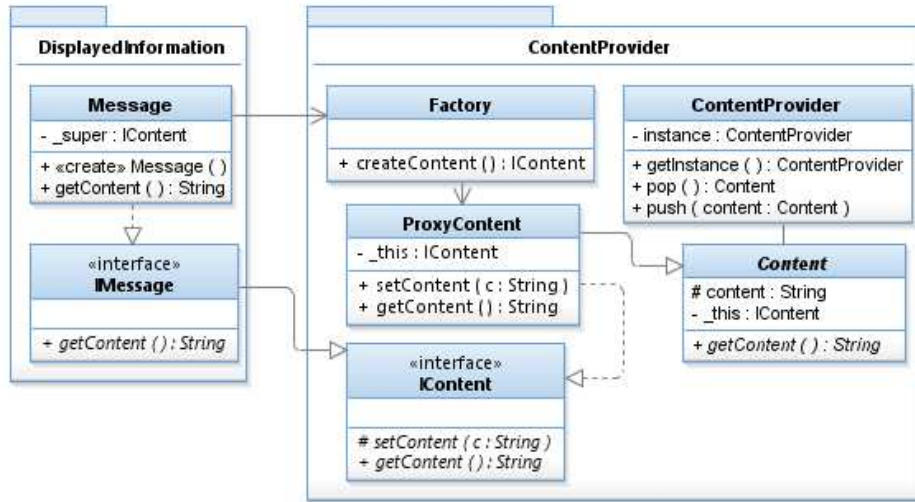 DisplayedInformation
Message
- _super : IContent
+ «create» Message ( )
+ getContent ( ) : String
«interface»
IMessage
+ getContent ( ) : String
ContentProvider
Factory
+ createContent ( ) : IContent
ContentProvider
- instance : ContentProvider
+ getInstance ( ) : ContentProvider
+ pop ( ) : Content
+ push ( content : Content )
ProxyContent
- _this : IContent
+ setContent ( c : String )
+ getContent ( ) : String
Content
# content : String
- _this : IContent
+ getContent ( ) : String
«interface»
IContent
# setContent ( c : String )
+ getContent ( ) : String